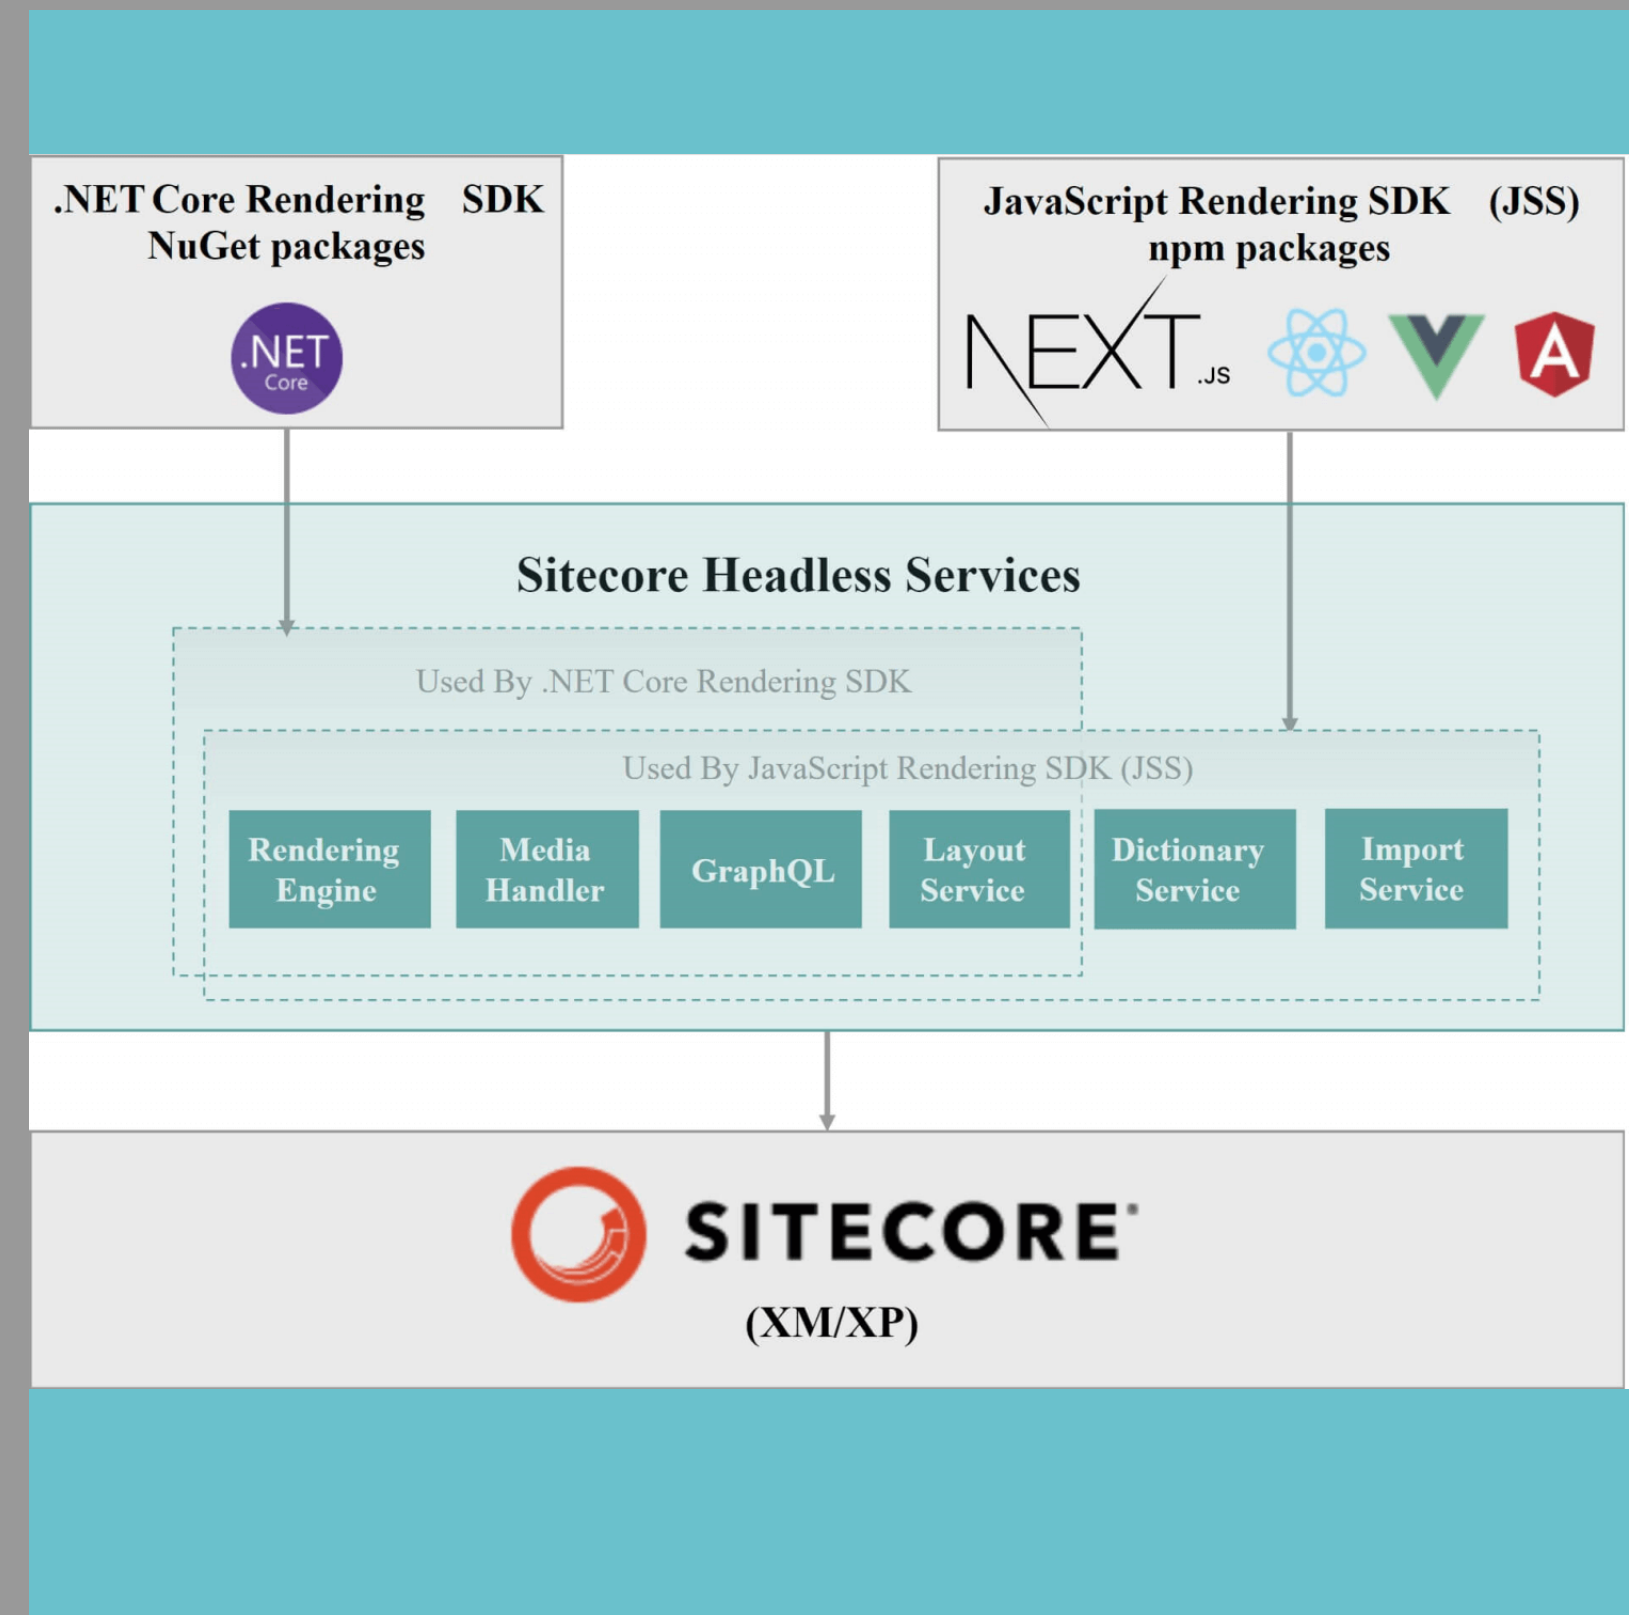 .NET Core Rendering SDK
NuGet packages
.NET
Core
JavaScript Rendering SDK (JSS)
npm packages
NEXT.JS
A
Sitecore Headless Services
Used By .NET Core Rendering SDK
Used By JavaScript Rendering SDK (JSS)
Rendering
Engine
Media
Handler
GraphQL
Layout
Service
Dictionary
Service
Import
Service
SITECORE
(XM/XP)